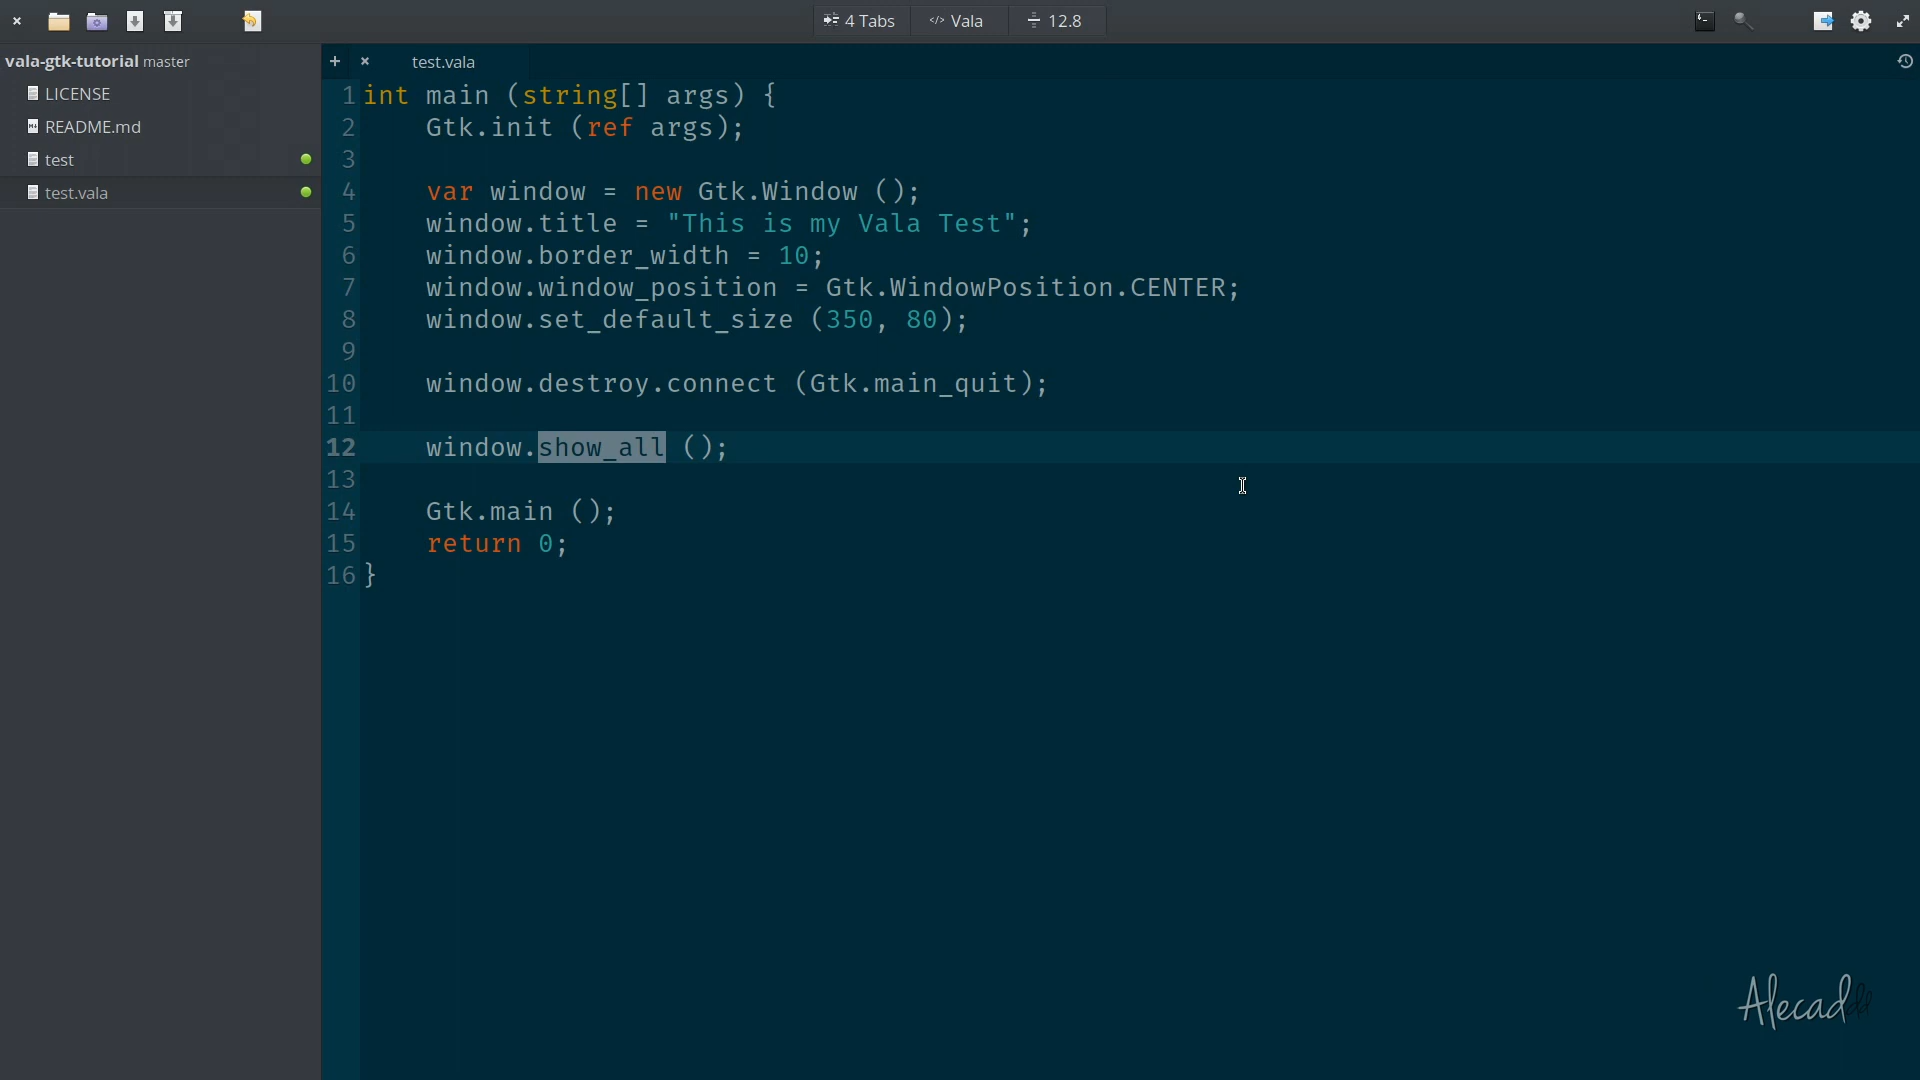 4 Tabs
Vala
12.8
vala-gtk-tutorial master
LICENSE
README.md
test
test.vala
test.vala
1 int main (string[] args) {
2     Gtk.init (ref args);
3
4     var window = new Gtk.Window ();
5     window.title = "This is my Vala Test";
6     window.border_width = 10;
7     window.window_position = Gtk.WindowPosition.CENTER;
8     window.set_default_size (350, 80);
9
10     window.destroy.connect (Gtk.main_quit);
11
12     window.show_all ();
13
14     Gtk.main ();
15     return 0;
16 }
Alecaddd